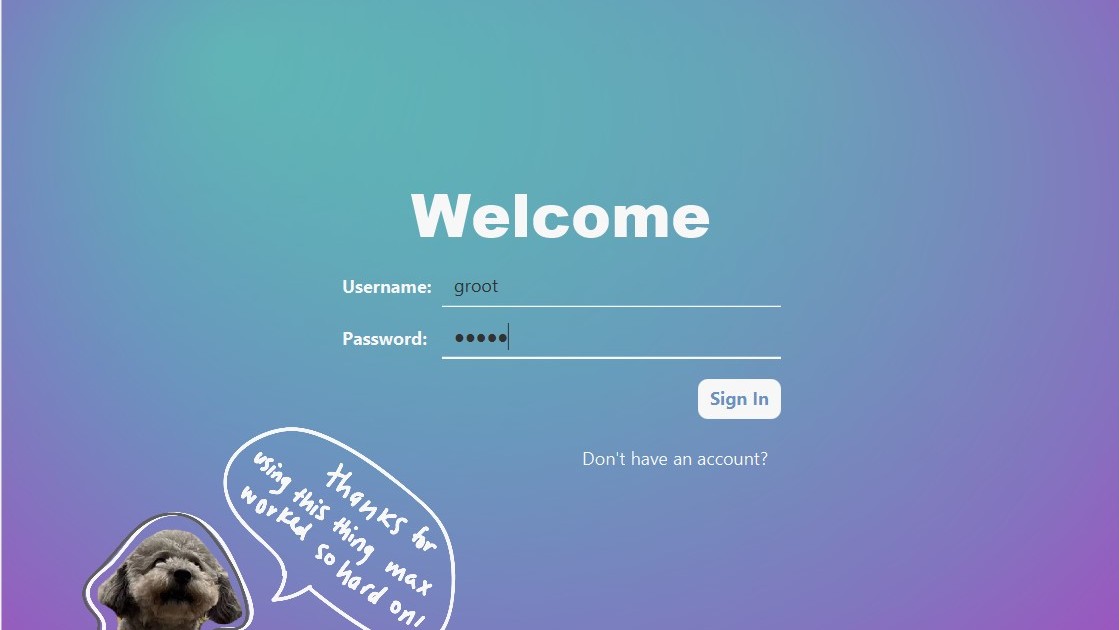 Welcome
Username: groot
Password: •••••
Sign In
Don't have an account?
thanks for
using this thing max
worked so hard on!